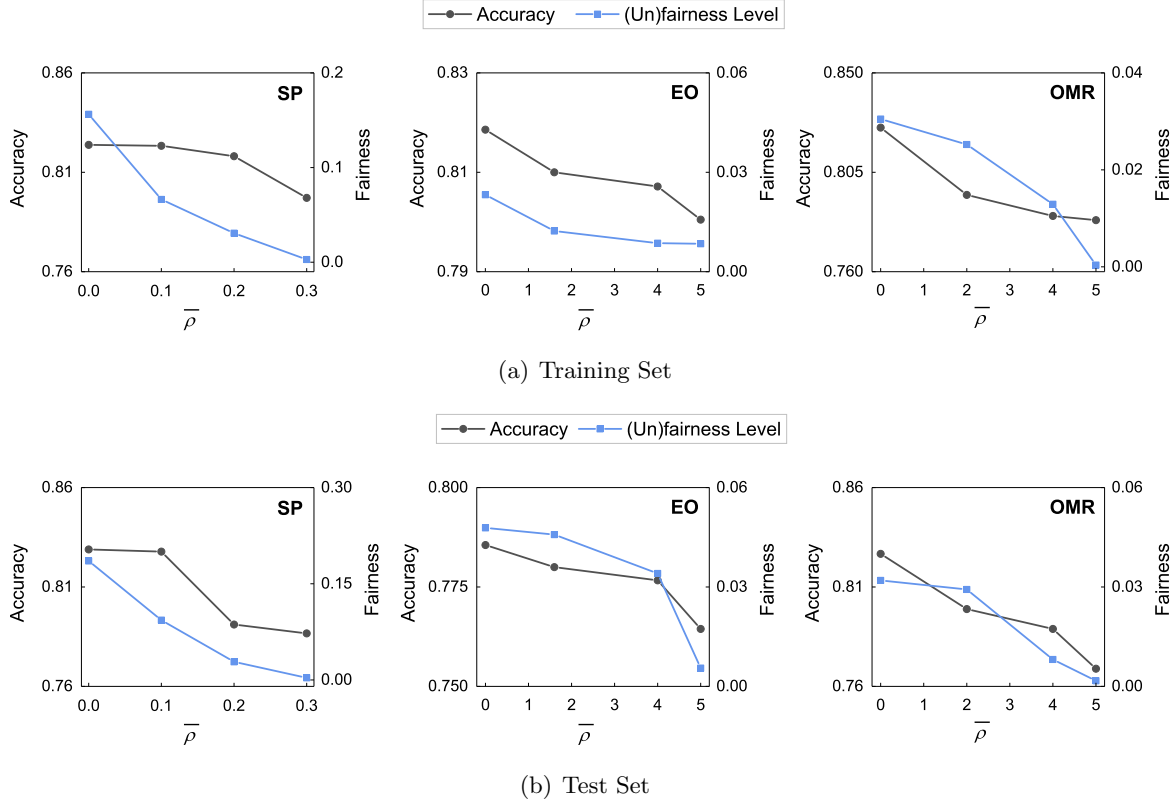 Accuracy (Un)fairness Level
0.86 0.2 0.83 0.06 0.850 0.04
SP EO OMR
Accuracy 0.81 0.1 Fairness Accuracy 0.81 0.03 Fairness Accuracy 0.805 0.02 Fairness
0.76 0.0 0.79 0.00 0.760 0.00
0.0 0.1 0.2 0.3 0 1 2 3 4 5 0 1 2 3 4 5
ρ̅ ρ̅ ρ̅
(a) Training Set
Accuracy (Un)fairness Level
0.86 0.30 0.800 0.06 0.86 0.06
SP EO OMR
Accuracy 0.81 0.15 Fairness Accuracy 0.775 0.03 Fairness Accuracy 0.81 0.03 Fairness
0.76 0.00 0.750 0.00 0.76 0.00
0.0 0.1 0.2 0.3 0 1 2 3 4 5 0 1 2 3 4 5
ρ̅ ρ̅ ρ̅
(b) Test Set